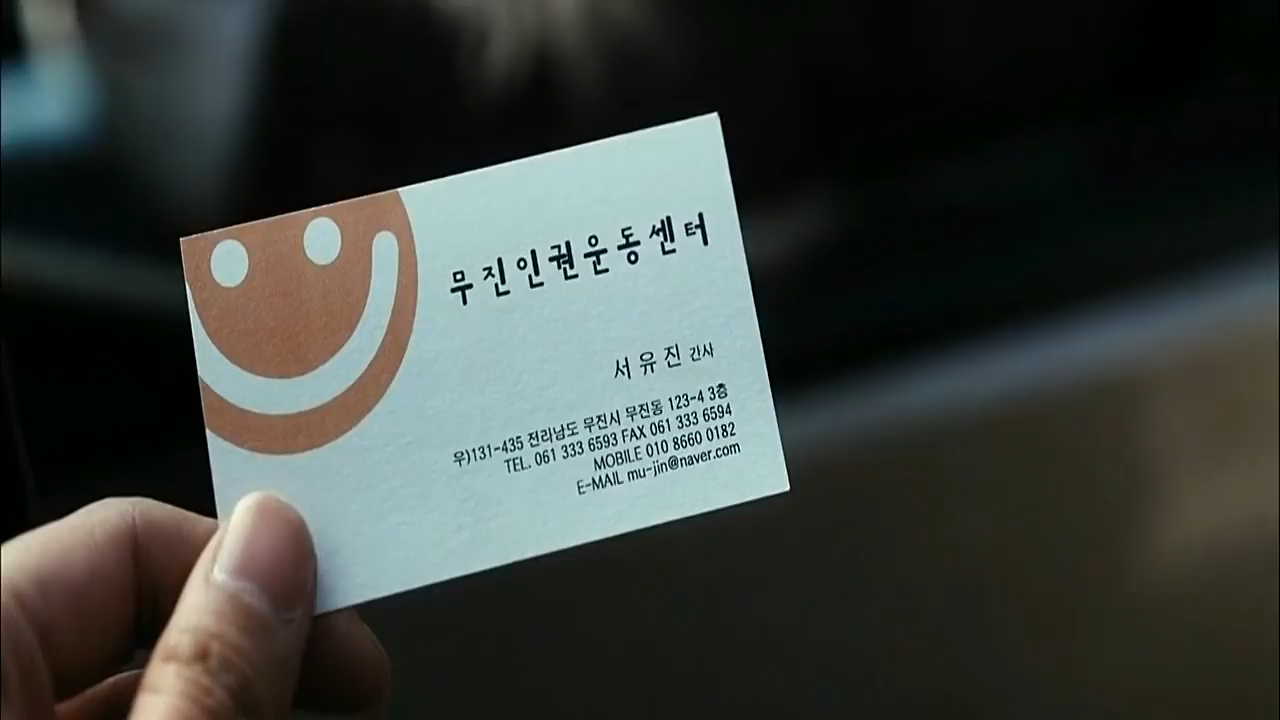 무진인권운동센터
서유진 간사
우)131-435 전라남도 무진시 무진동 123-4 3층
TEL. 061 333 6593 FAX 061 333 6594
MOBILE 010 8660 0182
E-MAIL mu-jin@naver.com